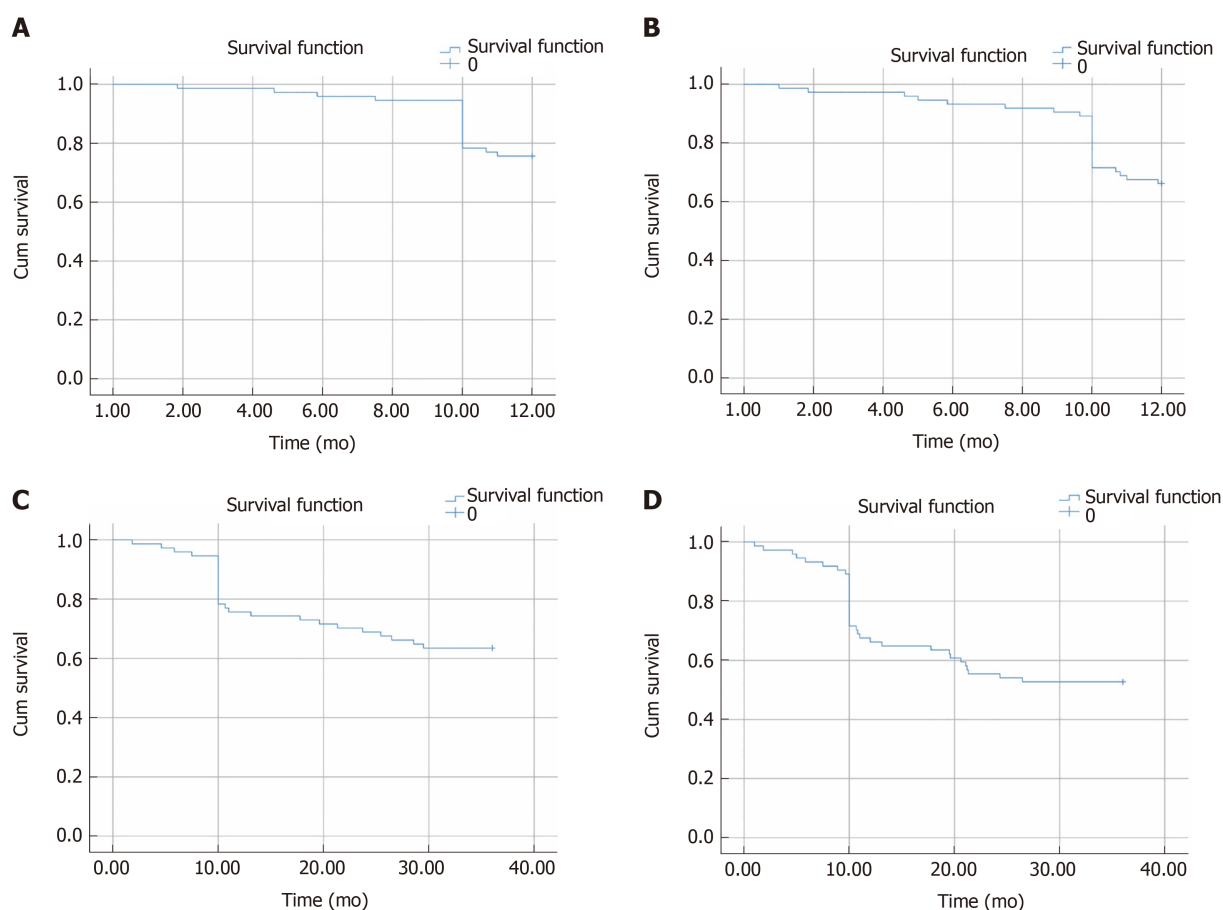 A
Survival function
Survival function
0
1.0
0.8
0.6
0.4
0.2
0.0
Cum survival
1.00 2.00 4.00 6.00 8.00 10.00 12.00
Time (mo)
B
Survival function
Survival function
0
1.0
0.8
0.6
0.4
0.2
0.0
Cum survival
1.00 2.00 4.00 6.00 8.00 10.00 12.00
Time (mo)
C
Survival function
Survival function
0
1.0
0.8
0.6
0.4
0.2
0.0
Cum survival
0.00 10.00 20.00 30.00 40.00
Time (mo)
D
Survival function
Survival function
0
1.0
0.8
0.6
0.4
0.2
0.0
Cum survival
0.00 10.00 20.00 30.00 40.00
Time (mo)